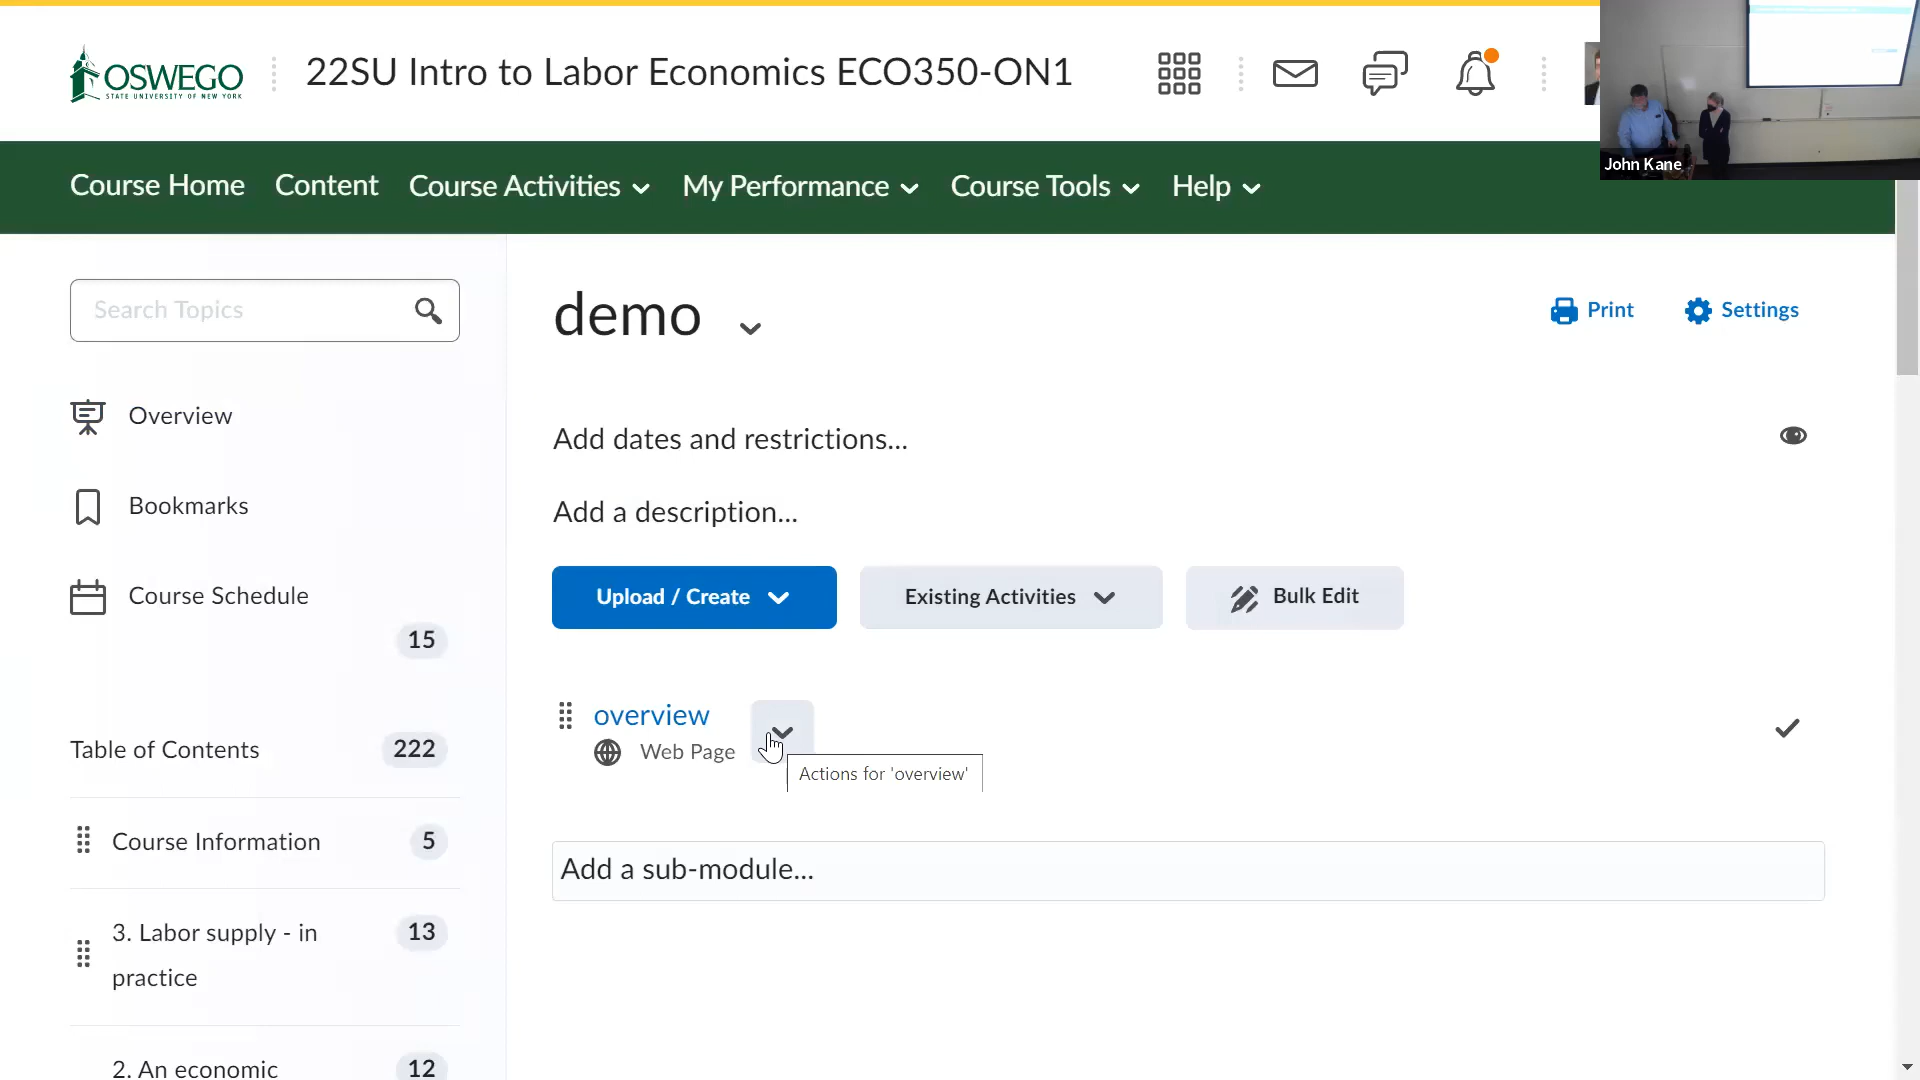 OSWEGO
STATE UNIVERSITY OF NEW YORK
22SU Intro to Labor Economics ECO350-ON1
John Kane
Course Home
Content
Course Activities
My Performance
Course Tools
Help
Search Topics
Overview
Bookmarks
Course Schedule
15
Table of Contents
222
Course Information
5
3. Labor supply - in
practice
13
2. An economic
12
demo
Print
Settings
Add dates and restrictions...
Add a description...
Upload / Create
Existing Activities
Bulk Edit
overview
Web Page
Actions for 'overview'
Add a sub-module...